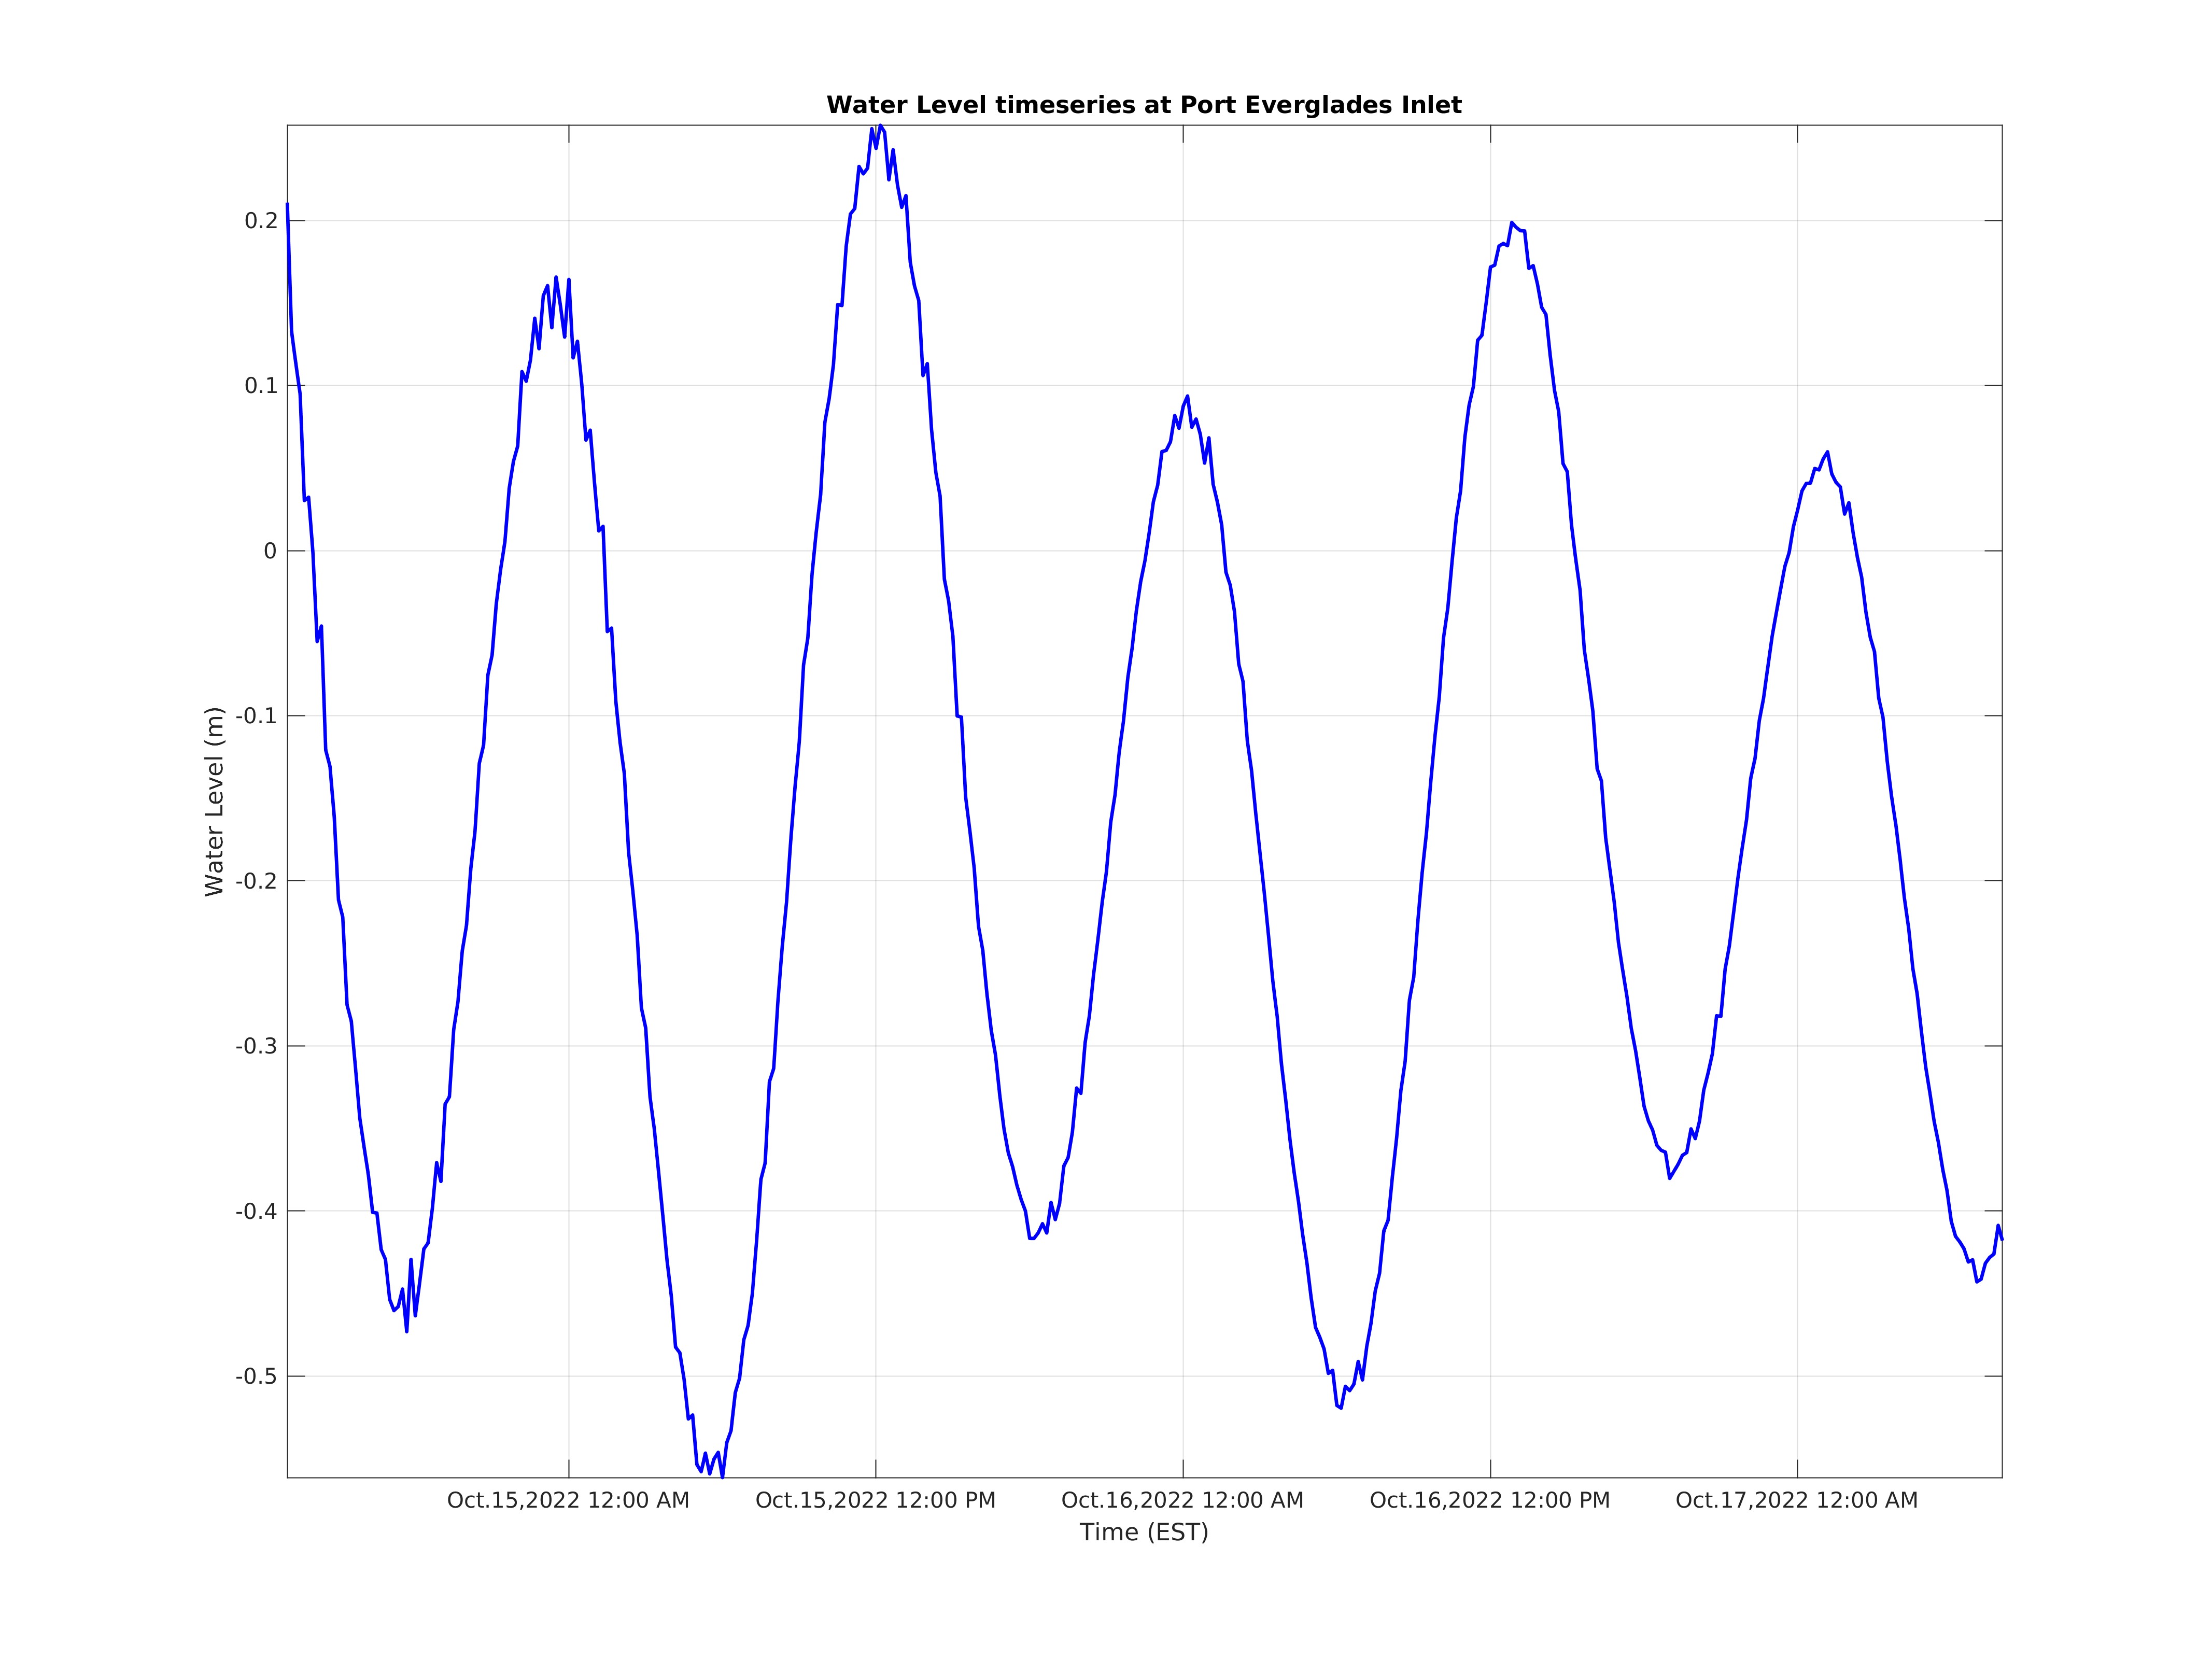 Water Level timeseries at Port Everglades Inlet
0.2
0.1
0
-0.1
-0.2
-0.3
-0.4
-0.5
Water Level (m)
Oct.15,2022 12:00 AM
Oct.15,2022 12:00 PM
Oct.16,2022 12:00 AM
Oct.16,2022 12:00 PM
Oct.17,2022 12:00 AM
Time (EST)